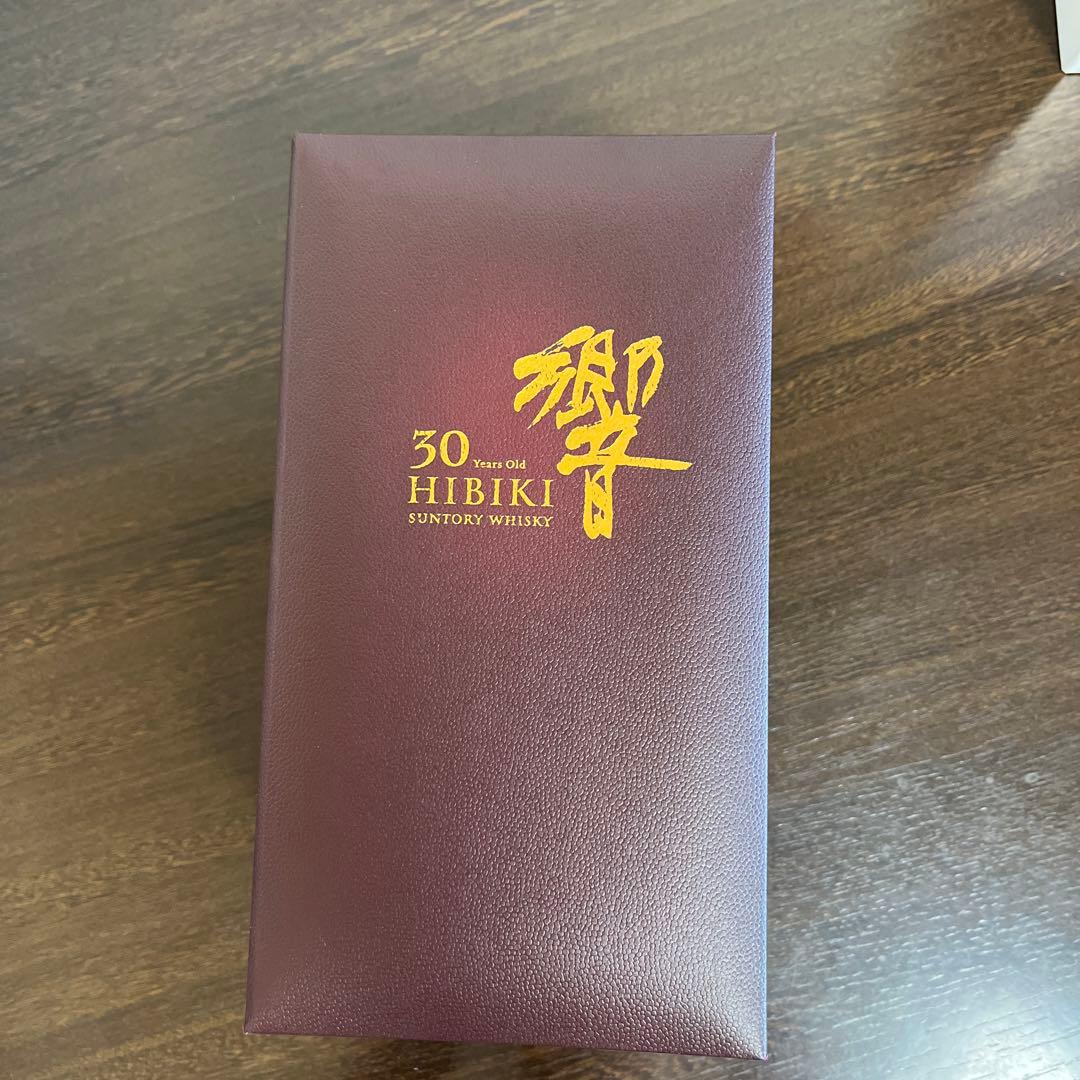 響
30 Years Old
HIBIKI
SUNTORY WHISKY